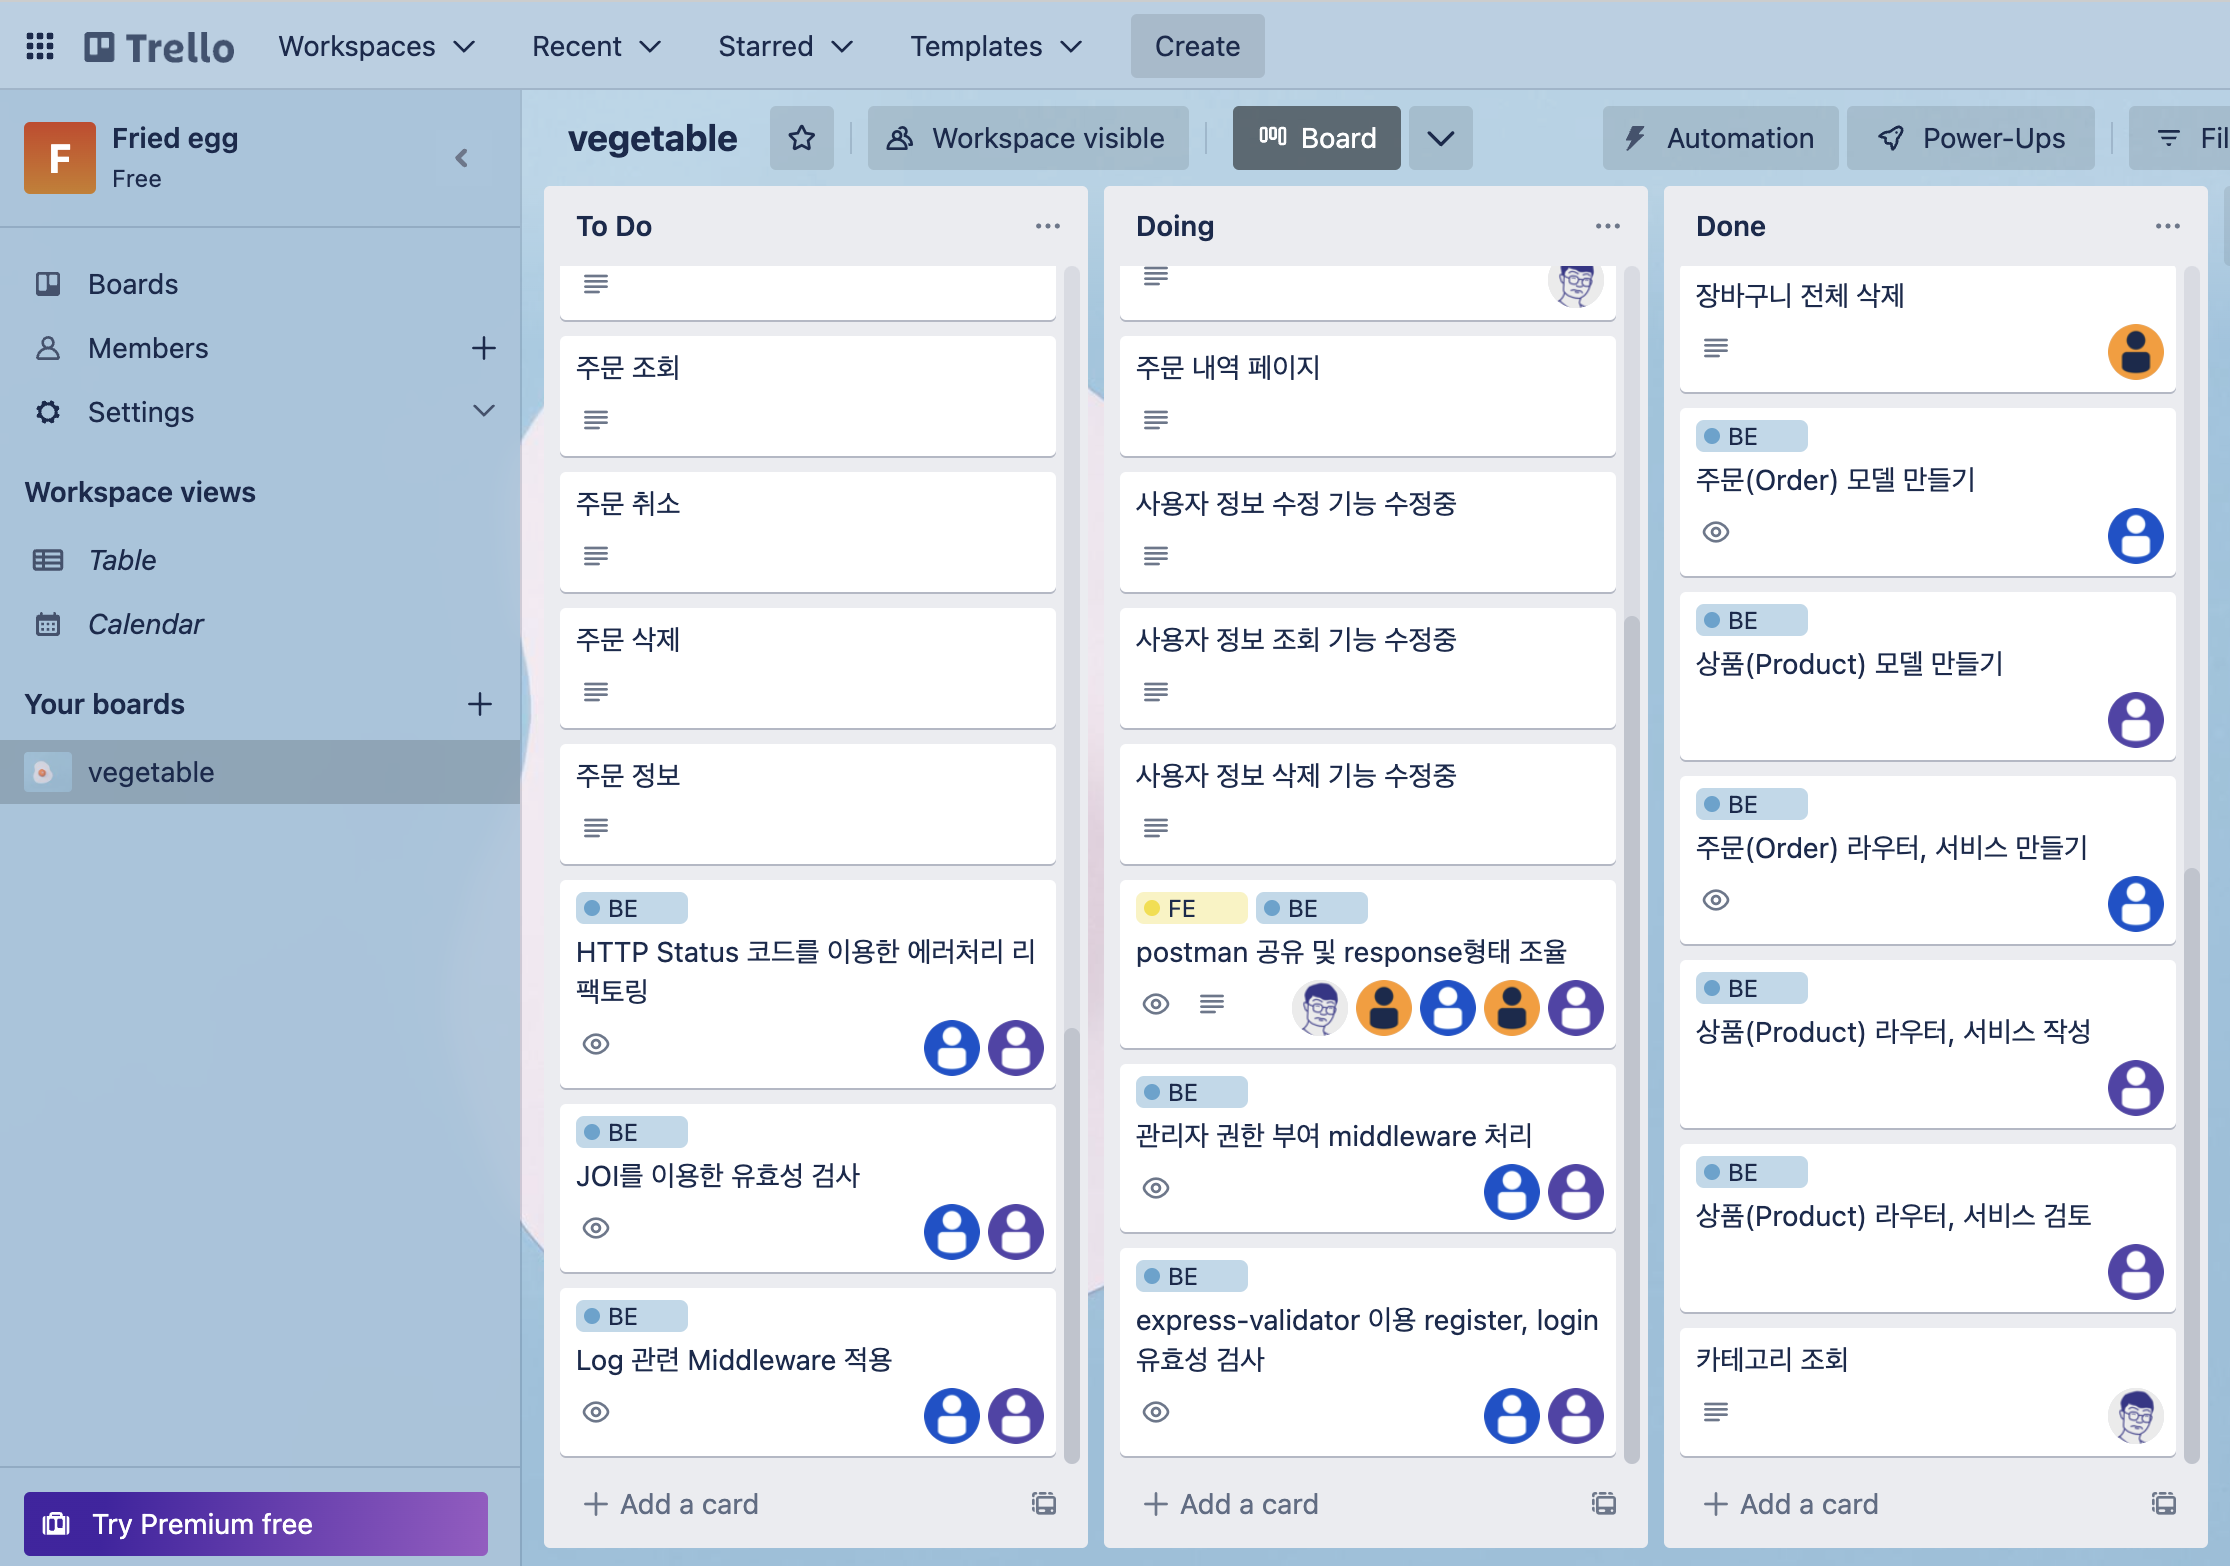 Trello
Workspaces
Recent
Starred
Templates
Create
F
Fried egg
Free
Boards
Members
Settings
Workspace views
Table
Calendar
Your boards
vegetable
Try Premium free
vegetable
Workspace visible
Board
Automation
Power-Ups
Fil
To Do
주문 조회
주문 취소
주문 삭제
주문 정보
BE
HTTP Status 코드를 이용한 에러처리 리
팩토링
BE
JOI를 이용한 유효성 검사
BE
Log 관련 Middleware 적용
Add a card
Doing
주문 내역 페이지
사용자 정보 수정 기능 수정중
사용자 정보 조회 기능 수정중
사용자 정보 삭제 기능 수정중
FE BE
postman 공유 및 response형태 조율
BE
관리자 권한 부여 middleware 처리
BE
express-validator 이용 register, login
유효성 검사
Add a card
Done
장바구니 전체 삭제
BE
주문(Order) 모델 만들기
BE
상품(Product) 모델 만들기
BE
주문(Order) 라우터, 서비스 만들기
BE
상품(Product) 라우터, 서비스 작성
BE
상품(Product) 라우터, 서비스 검토
카테고리 조회
Add a card